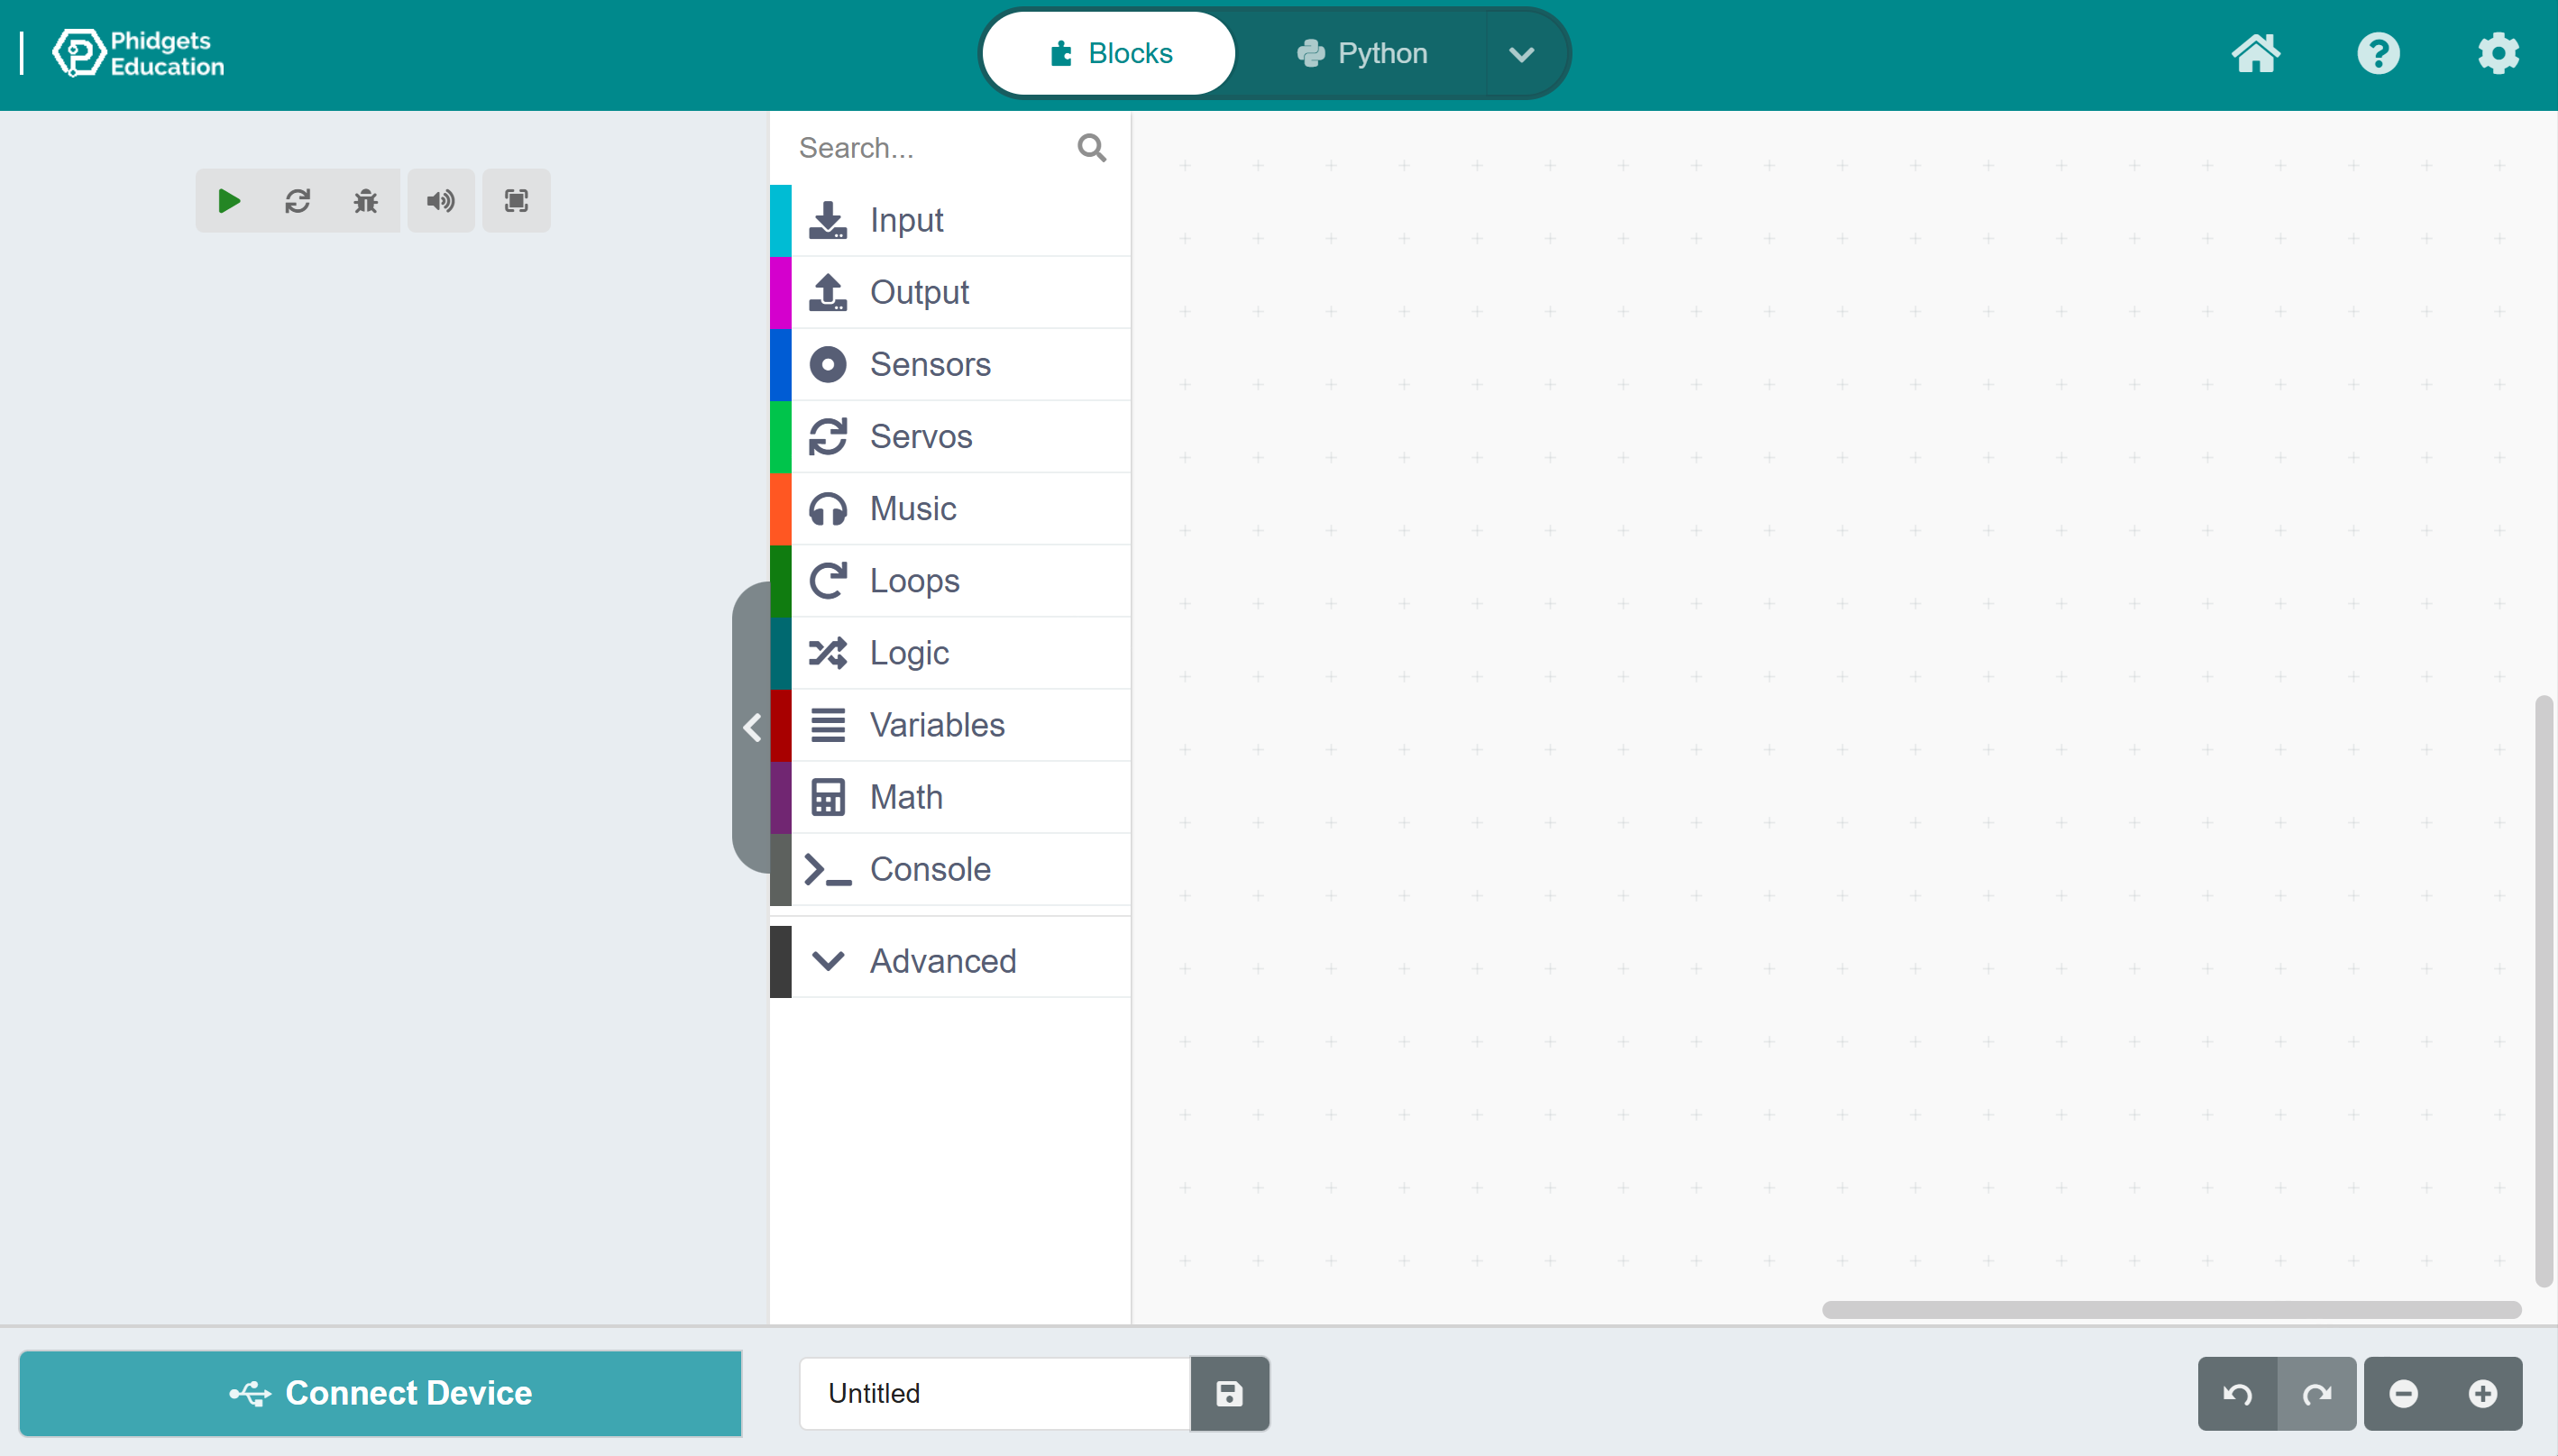 Phidgets
Education
Blocks
Python
Search...
Input
Output
Sensors
Servos
Music
Loops
Logic
Variables
Math
Console
Advanced
Connect Device
Untitled